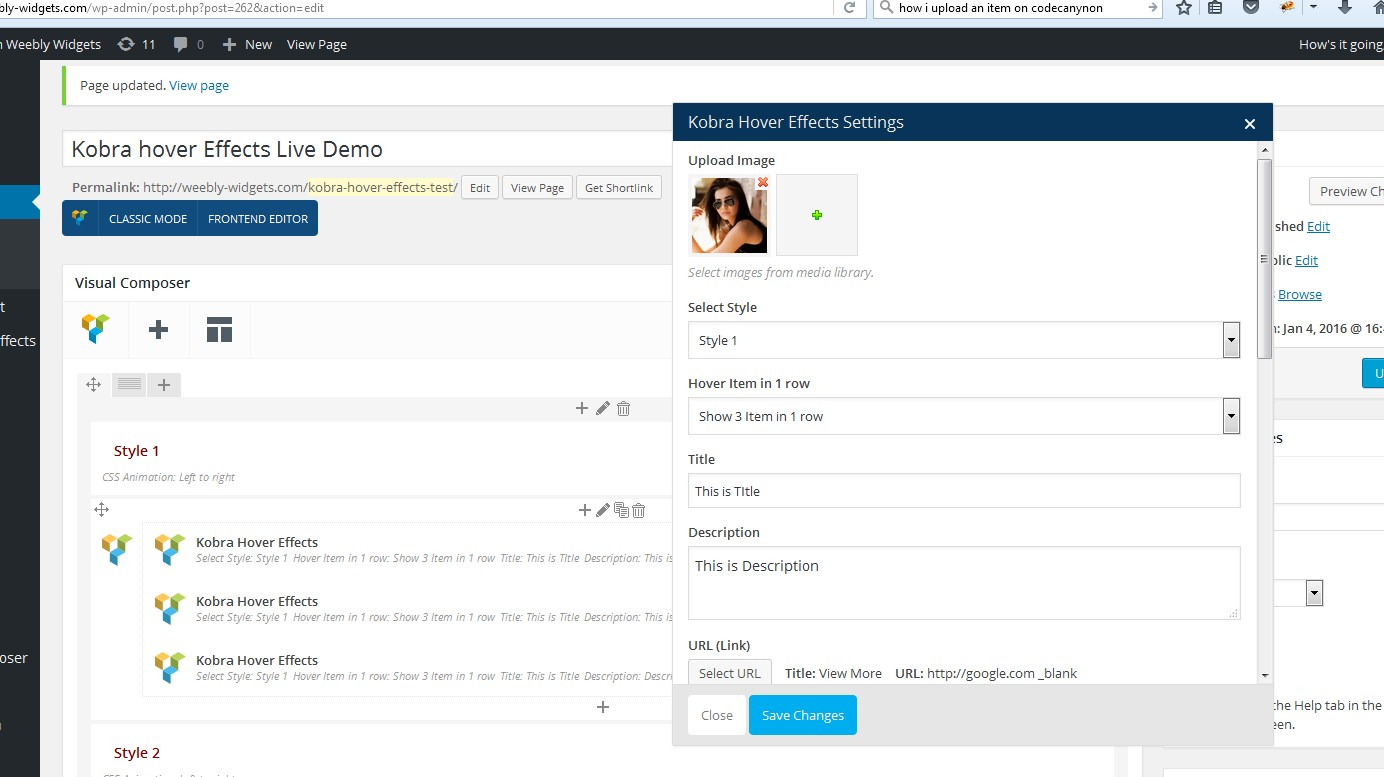 bly-widgets.com/wp-admin/post.php?post=262&action=edit
how i upload an item on codecanynon
n Weebly Widgets 11 0 New View Page How's it going,
Page updated. View page
Kobra hover Effects Live Demo
Permalink: http://weebly-widgets.com/kobra-hover-effects-test/ Edit View Page Get Shortlink
CLASSIC MODE FRONTEND EDITOR
Visual Composer
t
ffects
Style 1
CSS Animation: Left to right
Kobra Hover Effects
Select Style: Style 1 Hover Item in 1 row: Show 3 Item in 1 row Title: This is Title Description: This is
Kobra Hover Effects
Select Style: Style 1 Hover Item in 1 row: Show 3 Item in 1 row Title: This is Title Description: This is
Kobra Hover Effects
Select Style: Style 1 Hover Item in 1 row: Show 3 Item in 1 row Title: This is Title Description: Descri
oser
Style 2
Kobra Hover Effects Settings
Upload Image
Select images from media library.
Select Style
Style 1
Hover Item in 1 row
Show 3 Item in 1 row
Title
This is TItle
Description
This is Description
URL (Link)
Select URL Title: View More URL: http://google.com _blank
Close Save Changes
Preview Ch
shed Edit
blic Edit
Browse
n: Jan 4, 2016 @ 16:
U
es
the Help tab in the
een.